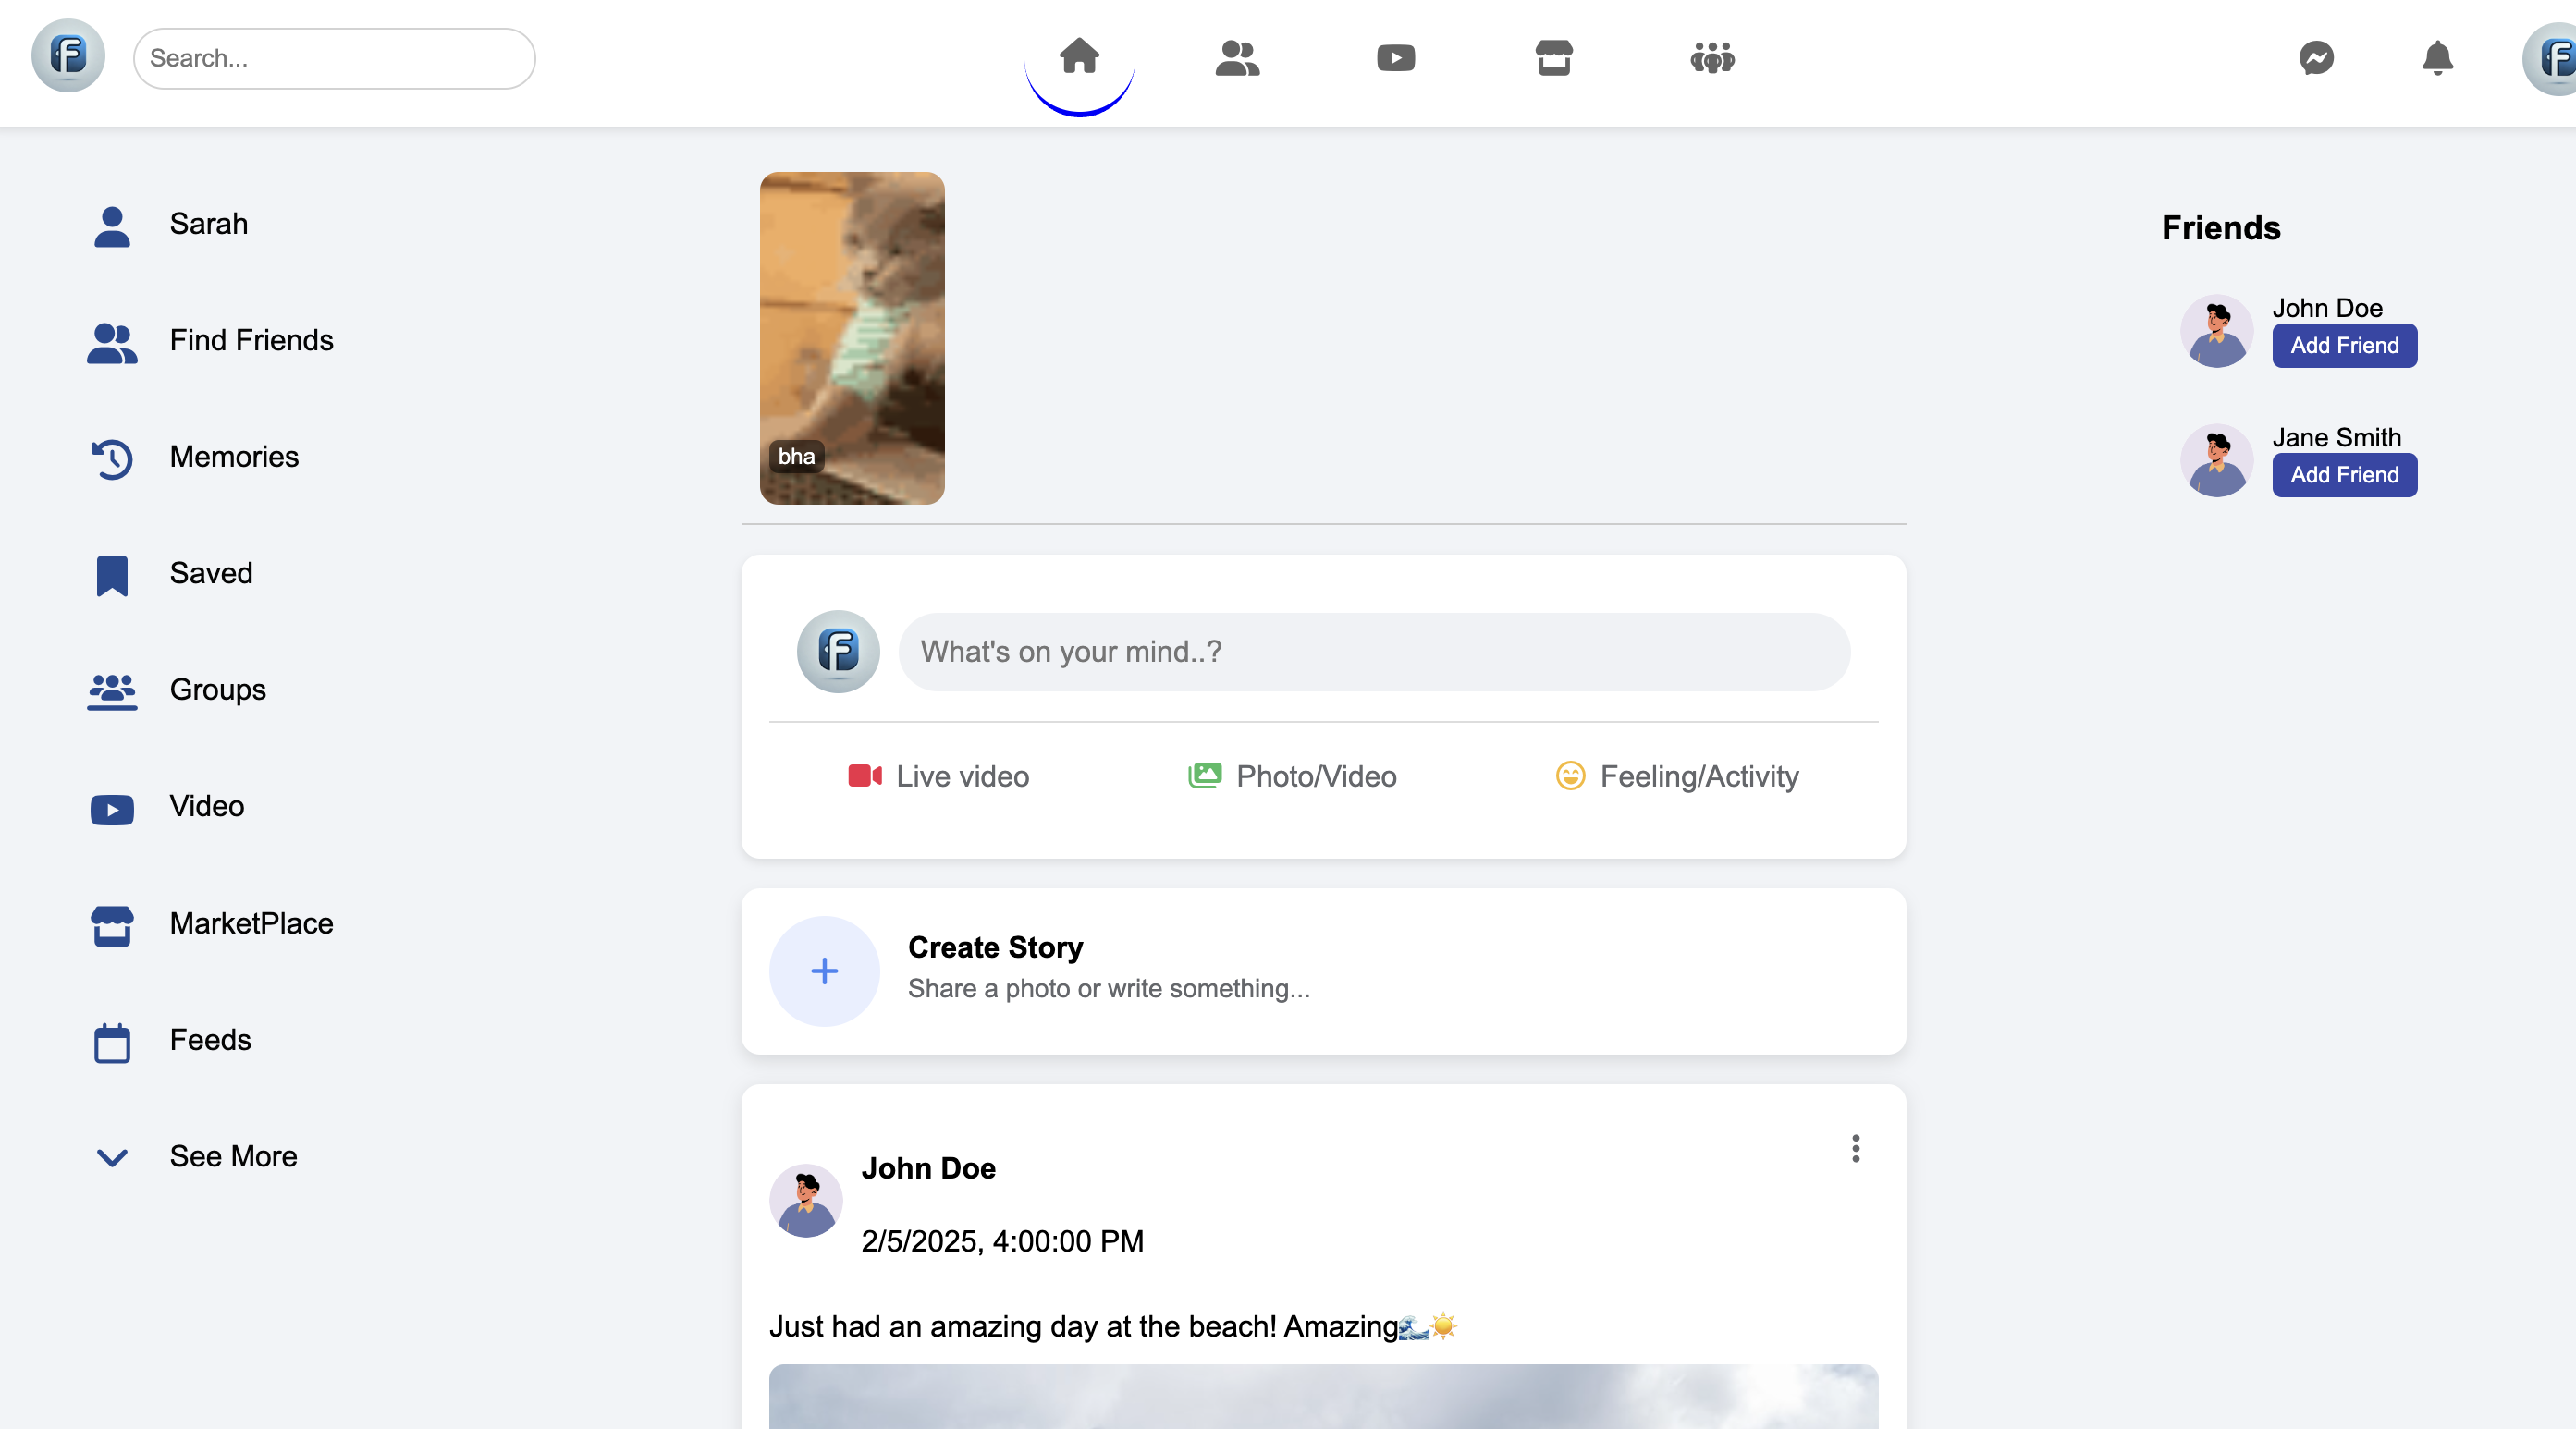 Search...
Sarah
Find Friends
Memories
Saved
Groups
Video
MarketPlace
Feeds
See More
bha
What's on your mind..?
Live video
Photo/Video
Feeling/Activity
Create Story
Share a photo or write something...
John Doe
2/5/2025, 4:00:00 PM
Just had an amazing day at the beach! Amazing🌊☀️
Friends
John Doe
Add Friend
Jane Smith
Add Friend